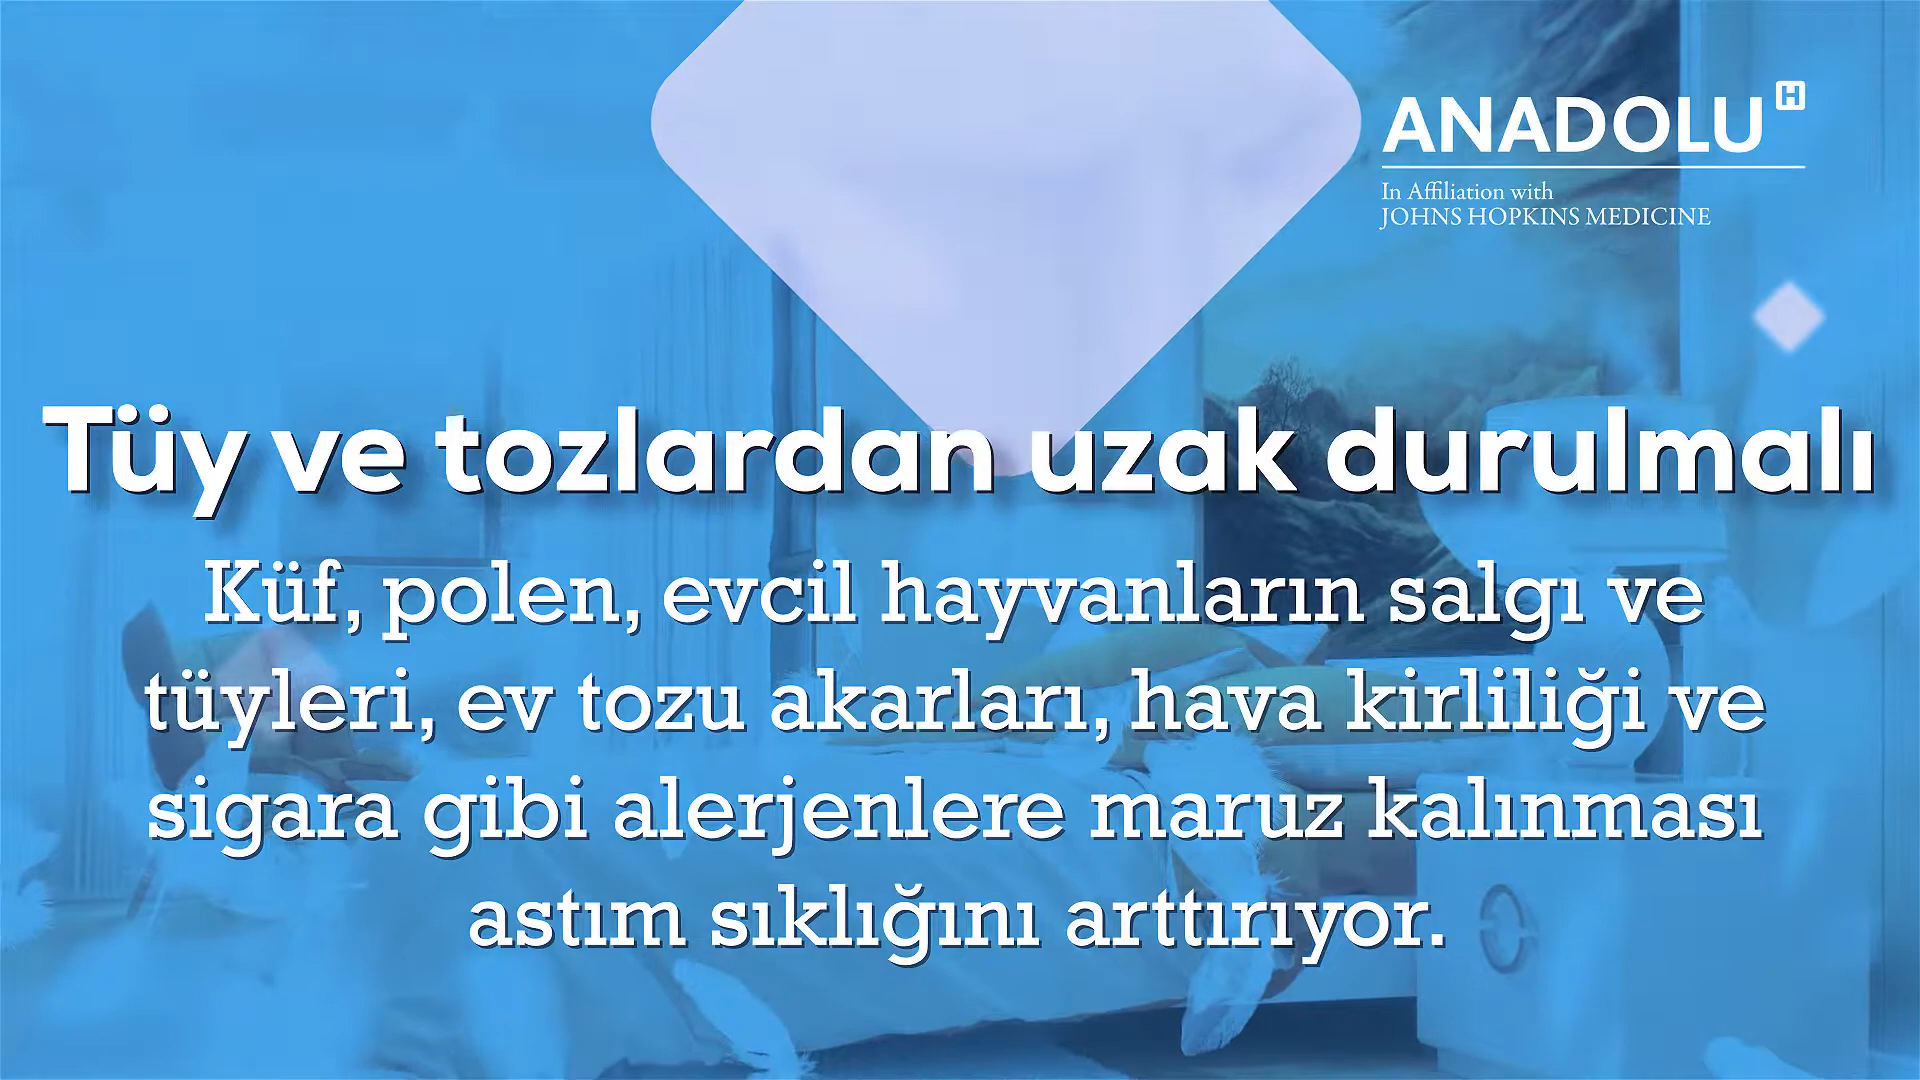 ANADOLU H
In Affiliation with
JOHNS HOPKINS MEDICINE
Tüy ve tozlardan uzak durulmalı
Küf, polen, evcil hayvanların salgı ve
tüyleri, ev tozu akarları, hava kirliliği ve
sigara gibi alerjenlere maruz kalınması
astım sıklığını arttırıyor.